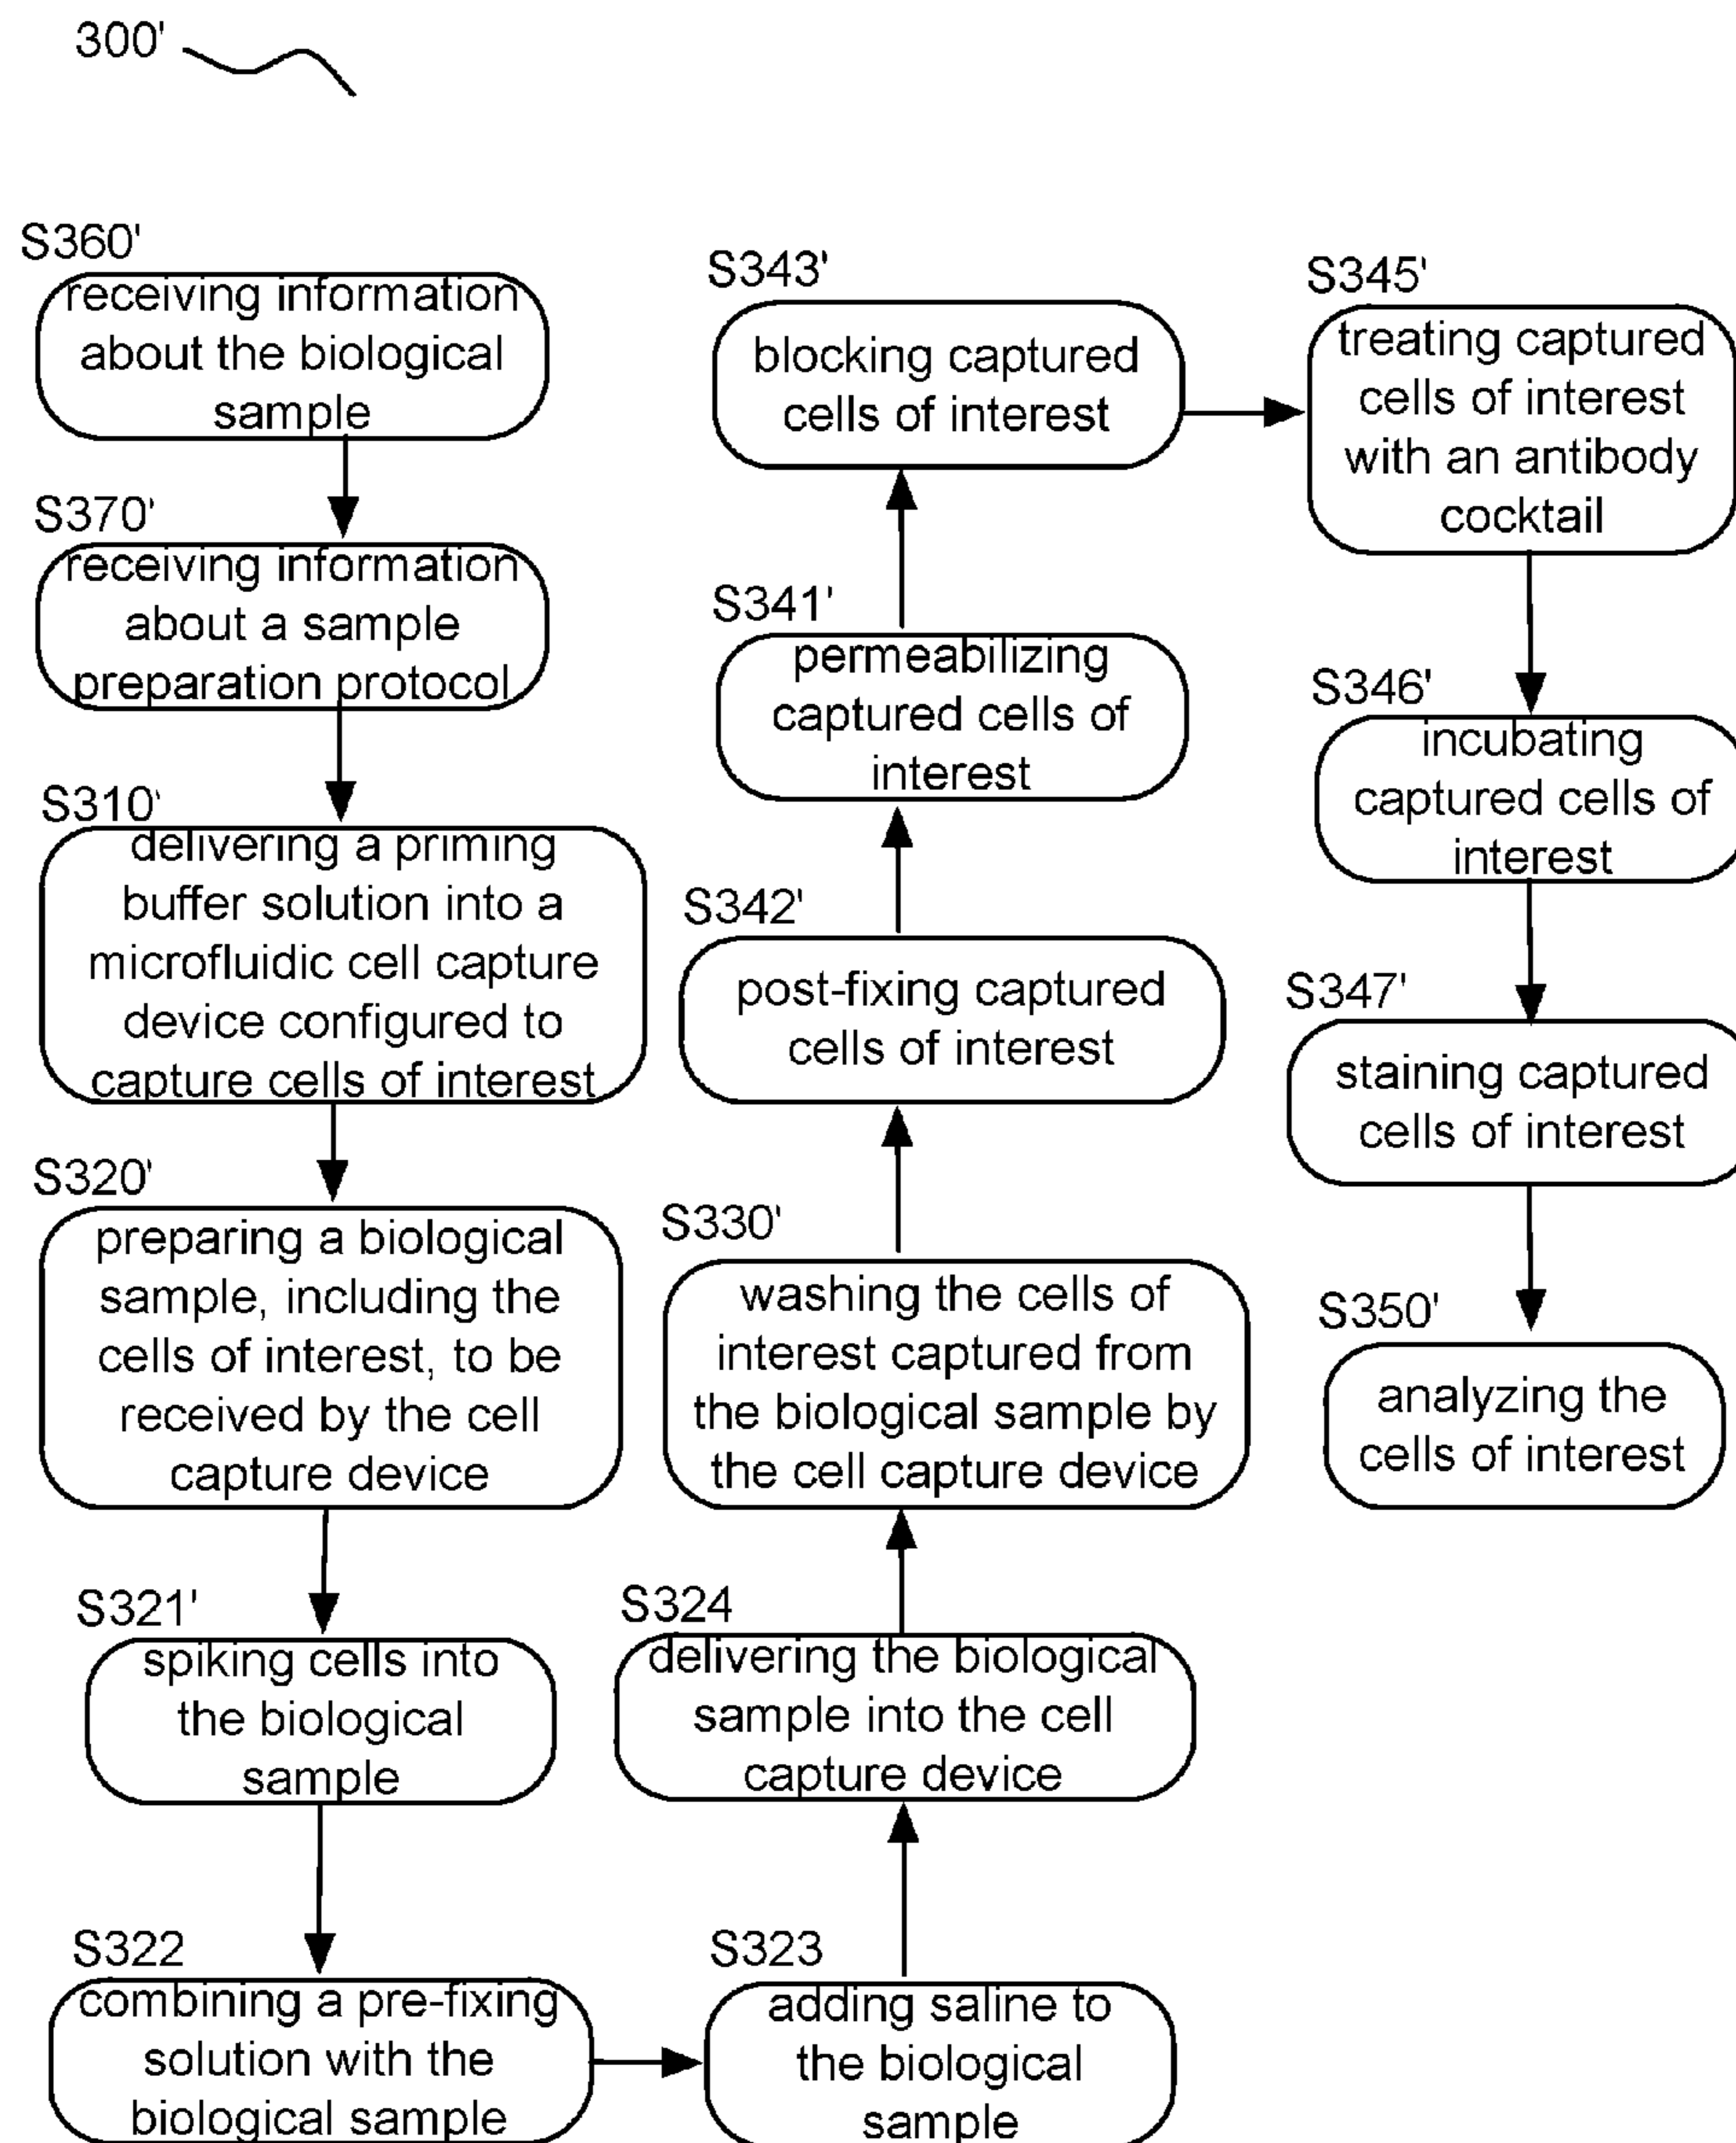 300'
S360'
receiving information
about the biological
sample
S370'
receiving information
about a sample
preparation protocol
S310'
delivering a priming
buffer solution into a
microfluidic cell capture
device configured to
capture cells of interest
S320'
preparing a biological
sample, including the
cells of interest, to be
received by the cell
capture device
S321'
spiking cells into
the biological
sample
S322
combining a pre-fixing
solution with the
biological sample
S323
adding saline to
the biological
sample
S324
delivering the biological
sample into the cell
capture device
S330'
washing the cells of
interest captured from
the biological sample by
the cell capture device
S342'
post-fixing captured
cells of interest
S341'
permeabilizing
captured cells of
interest
S343'
blocking captured
cells of interest
S345'
treating captured
cells of interest
with an antibody
cocktail
S346'
incubating
captured cells of
interest
S347'
staining captured
cells of interest
S350'
analyzing the
cells of interest